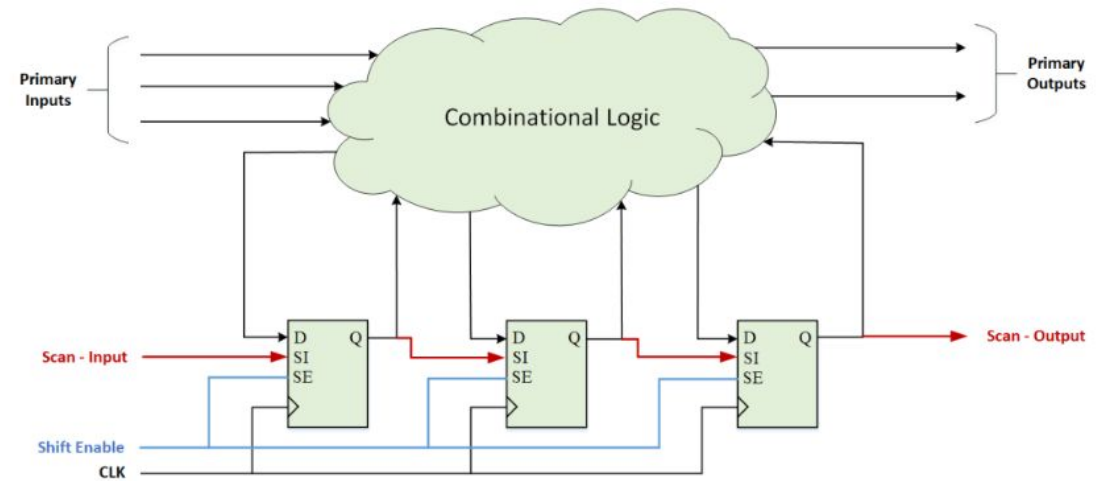 Primary
Inputs
Combinational Logic
Primary
Outputs
D Q
SI
SE
D Q
SI
SE
D Q
SI
SE
Scan - Input
Scan - Output
Shift Enable
CLK